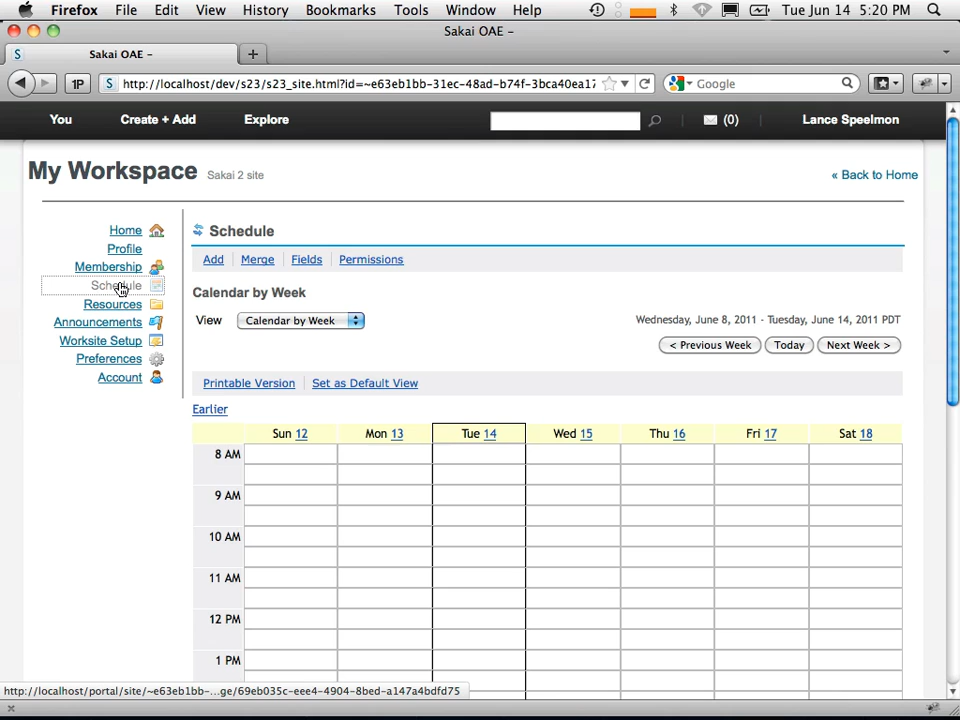 Firefox File Edit View History Bookmarks Tools Window Help Tue Jun 14 5:20 PM
Sakai OAE –
S Sakai OAE – +
1P S http://localhost/dev/s23/s23_site.html?id=~e63eb1bb-31ec-48ad-b74f-3bca40ea17 Google
You Create + Add Explore (0) Lance Speelmon
My Workspace Sakai 2 site « Back to Home
Home
Profile
Membership
Schedule
Resources
Announcements
Worksite Setup
Preferences
Account
Schedule
Add Merge Fields Permissions
Calendar by Week
View Calendar by Week Wednesday, June 8, 2011 - Tuesday, June 14, 2011 PDT
< Previous Week Today Next Week >
Printable Version Set as Default View
Earlier
Sun 12 Mon 13 Tue 14 Wed 15 Thu 16 Fri 17 Sat 18
8 AM
9 AM
10 AM
11 AM
12 PM
1 PM
http://localhost/portal/site/~e63eb1bb-...ge/69eb035c-eee4-4904-8bed-a147a4bdfd75